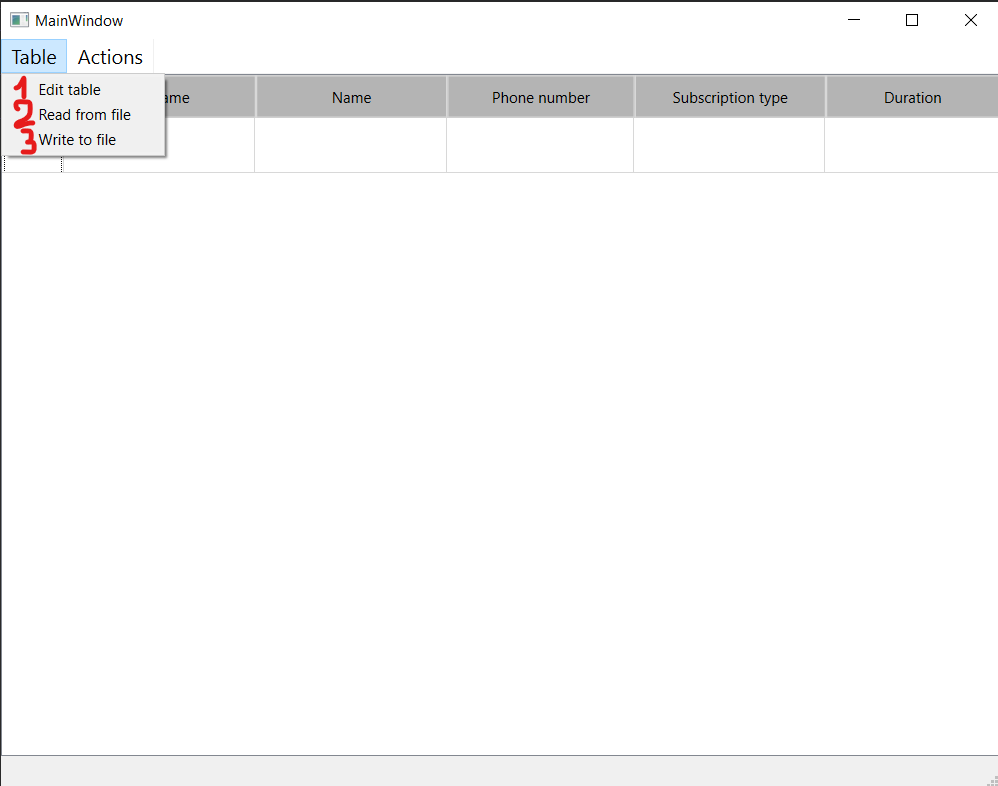 MainWindow
Table Actions
1 Edit table
2 Read from file
3 Write to file
ame Name Phone number Subscription type Duration